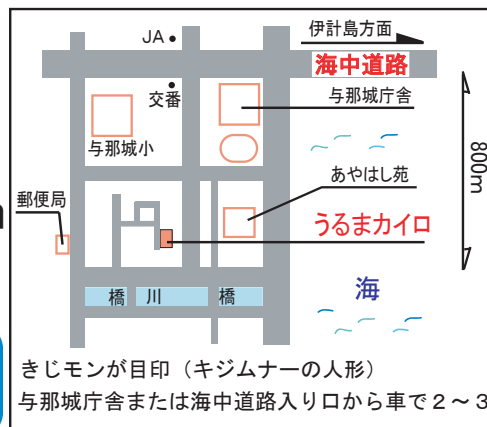 JA
伊計島方面
海中道路
交番
与那城庁舎
与那城小
800m
あやはし苑
郵便局
うるまカイロ
橋 川 橋
海
きじモンが目印（キジムナーの人形）
与那城庁舎または海中道路入り口から車で２～３